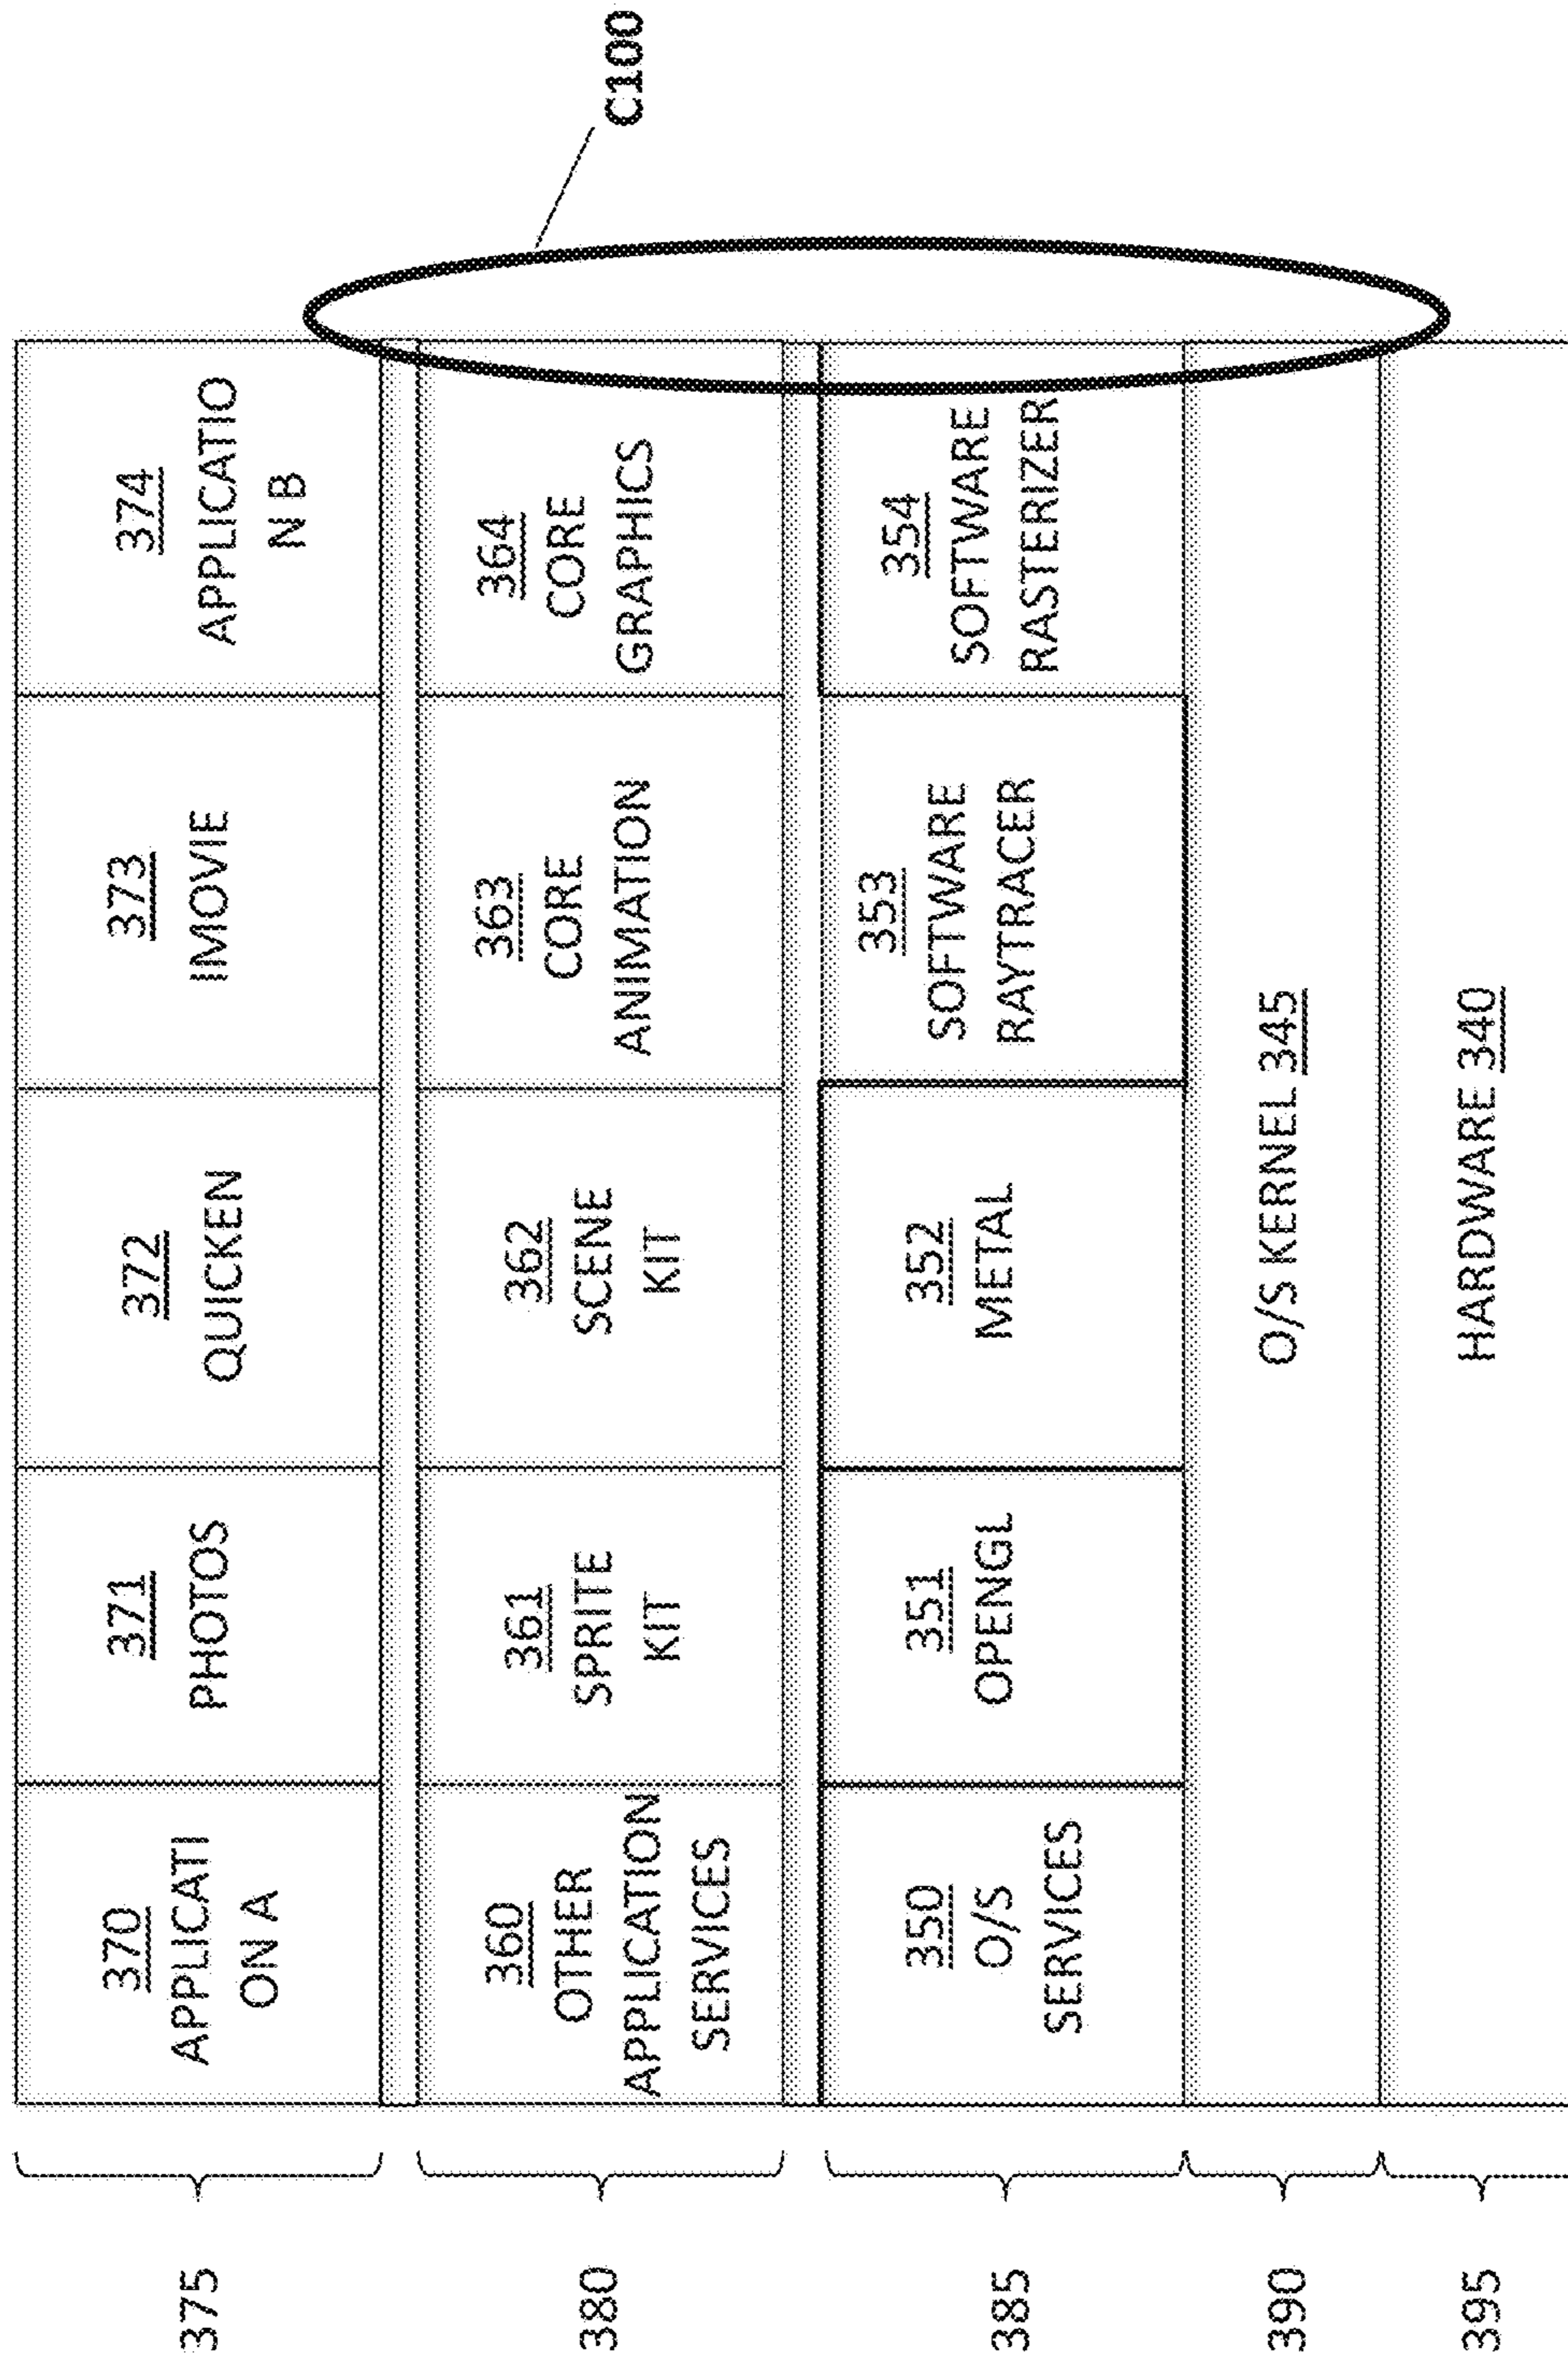 375
370
APPLICATI
ON A
371
PHOTOS
372
QUICKEN
373
IMOVIE
374
APPLICATIO
N B
380
360
OTHER
APPLICATION
SERVICES
361
SPRITE
KIT
362
SCENE
KIT
363
CORE
ANIMATION
364
CORE
GRAPHICS
C100
385
350
O/S
SERVICES
351
OPENGL
352
METAL
353
SOFTWARE
RAYTRACER
354
SOFTWARE
RASTERIZER
390
O/S KERNEL 345
395
HARDWARE 340